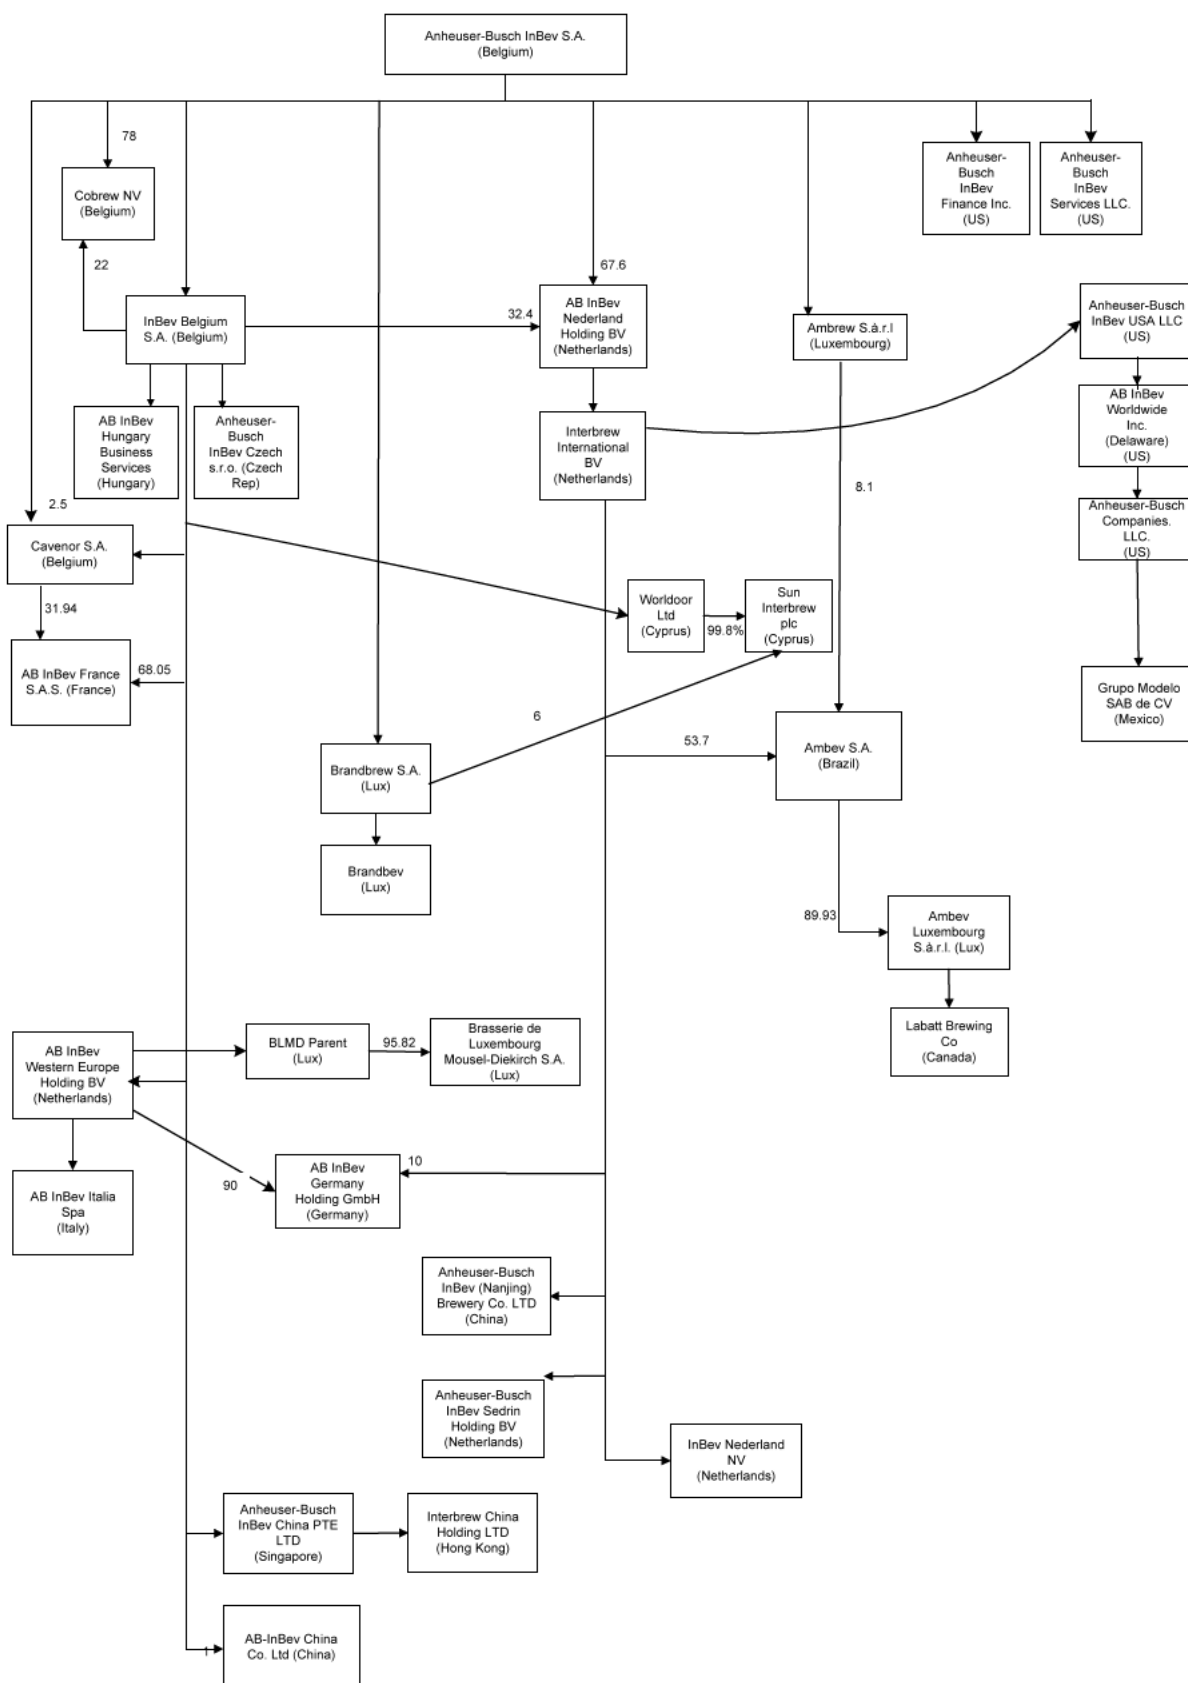 Anheuser-Busch InBev S.A.
(Belgium)
78
Cobrew NV
(Belgium)
Anheuser-
Busch
InBev
Finance Inc.
(US)
Anheuser-
Busch
InBev
Services LLC.
(US)
22
67.6
InBev Belgium
S.A. (Belgium)
32.4
AB InBev
Nederland
Holding BV
(Netherlands)
Ambrew S.à.r.l
(Luxembourg)
Anheuser-Busch
InBev USA LLC
(US)
AB InBev
Hungary
Business
Services
(Hungary)
Anheuser-
Busch
InBev Czech
s.r.o. (Czech
Rep)
Interbrew
International
BV
(Netherlands)
AB InBev
Worldwide
Inc.
(Delaware)
(US)
8.1
2.5
Cavenor S.A.
(Belgium)
Anheuser-Busch
Companies.
LLC.
(US)
31.94
Worldoor
Ltd
(Cyprus)
99.8%
Sun
Interbrew
plc
(Cyprus)
AB InBev France
S.A.S. (France)
68.05
Grupo Modelo
SAB de CV
(Mexico)
6
53.7
Ambev S.A.
(Brazil)
Brandbrew S.A.
(Lux)
Brandbev
(Lux)
89.93
Ambev
Luxembourg
S.à.r.l. (Lux)
Labatt Brewing
Co
(Canada)
AB InBev
Western Europe
Holding BV
(Netherlands)
BLMD Parent
(Lux)
95.82
Brasserie de
Luxembourg
Mousel-Diekirch S.A.
(Lux)
AB InBev Italia
Spa
(Italy)
90
AB InBev
Germany
Holding GmbH
(Germany)
10
Anheuser-Busch
InBev (Nanjing)
Brewery Co. LTD
(China)
Anheuser-Busch
InBev Sedrin
Holding BV
(Netherlands)
InBev Nederland
NV
(Netherlands)
Anheuser-Busch
InBev China PTE
LTD
(Singapore)
Interbrew China
Holding LTD
(Hong Kong)
1
AB-InBev China
Co. Ltd (China)